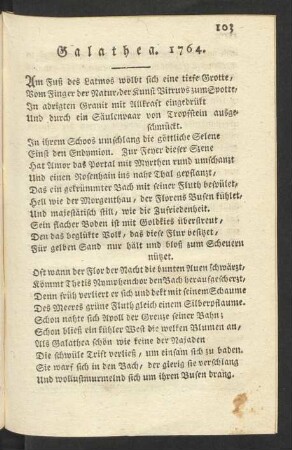 103
Galathea. 1764.
Am Fuß des Latmos wölbt sich eine tiefe Grotte,
Vom Finger der Natur, der Kunst Vitruvs zum Spotte,
In adrigten Granit mit Allkraft eingedrükt
Und durch ein Säulenpaar von Tropfstein ausge-
schmückt.
In ihrem Schoos umschlang die göttliche Selene
Einst den Endymion. Zur Feyer dieser Szene
Hat Amor das Portal mit Myrthen rund umschanzt
Und einen Rosenhain ins nahe Thal gepflanzt,
Das ein gekrümmter Bach mit seiner Fluth bespület,
Hell wie der Morgenthau, der Florens Busen kühlet,
Und majestätisch still, wie die Zufriedenheit.
Sein flacher Boden ist mit Goldkies überstreut,
Den das beglükte Volk, das diese Flur besitzet,
Für gelben Sand nur hält und bloß zum Scheuern
nützet.
Oft wann der Flor der Nacht die bunten Auen schwärzt,
Kömmt Thetis Nymphenchor den Bach heraufgescherzt,
Denn früh verliert er sich und dekt mit seinem Schaume
Des Meeres grüne Fluth gleich einem Silberpflaume.
Schon nahte sich Apoll der Grenze seiner Bahn;
Schon bließ ein kühler West die welken Blumen an,
Als Galathea schön wie keine der Najaden
Die schwüle Trift verließ, um einsam sich zu baden.
Sie warf sich in den Bach, der gierig sie verschlang
Und wollustmurmelnd sich um ihren Busen drang.